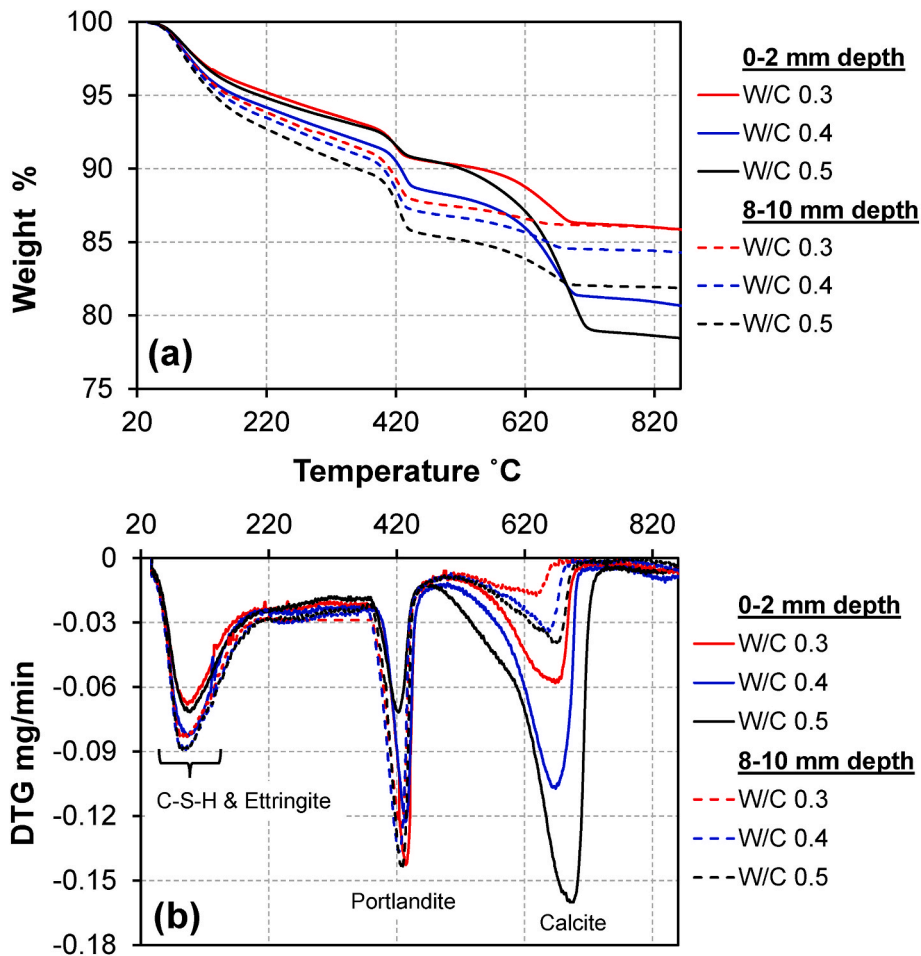 100
95
90
85
80
75
Weight %
(a)
20 220 420 620 820
Temperature ˚C
0-2 mm depth
W/C 0.3
W/C 0.4
W/C 0.5
8-10 mm depth
W/C 0.3
W/C 0.4
W/C 0.5
20 220 420 620 820
0
-0.03
-0.06
-0.09
-0.12
-0.15
-0.18
DTG mg/min
C-S-H & Ettringite
Portlandite
Calcite
(b)
0-2 mm depth
W/C 0.3
W/C 0.4
W/C 0.5
8-10 mm depth
W/C 0.3
W/C 0.4
W/C 0.5